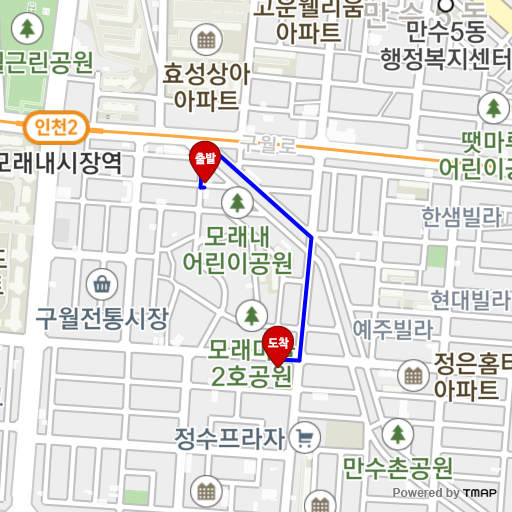 고운웰리움
아파트
만수5동
행정복지센터
근린공원
효성상아
아파트
인천2
구월로
땟마루
어린이공
모래내시장역
출발
한샘빌라
모래내
어린이공원
현대빌라
구월전통시장
예주빌라
도착
2호공원
정은홈타
아파트
정수프라자
만수촌공원
Powered by TMAP